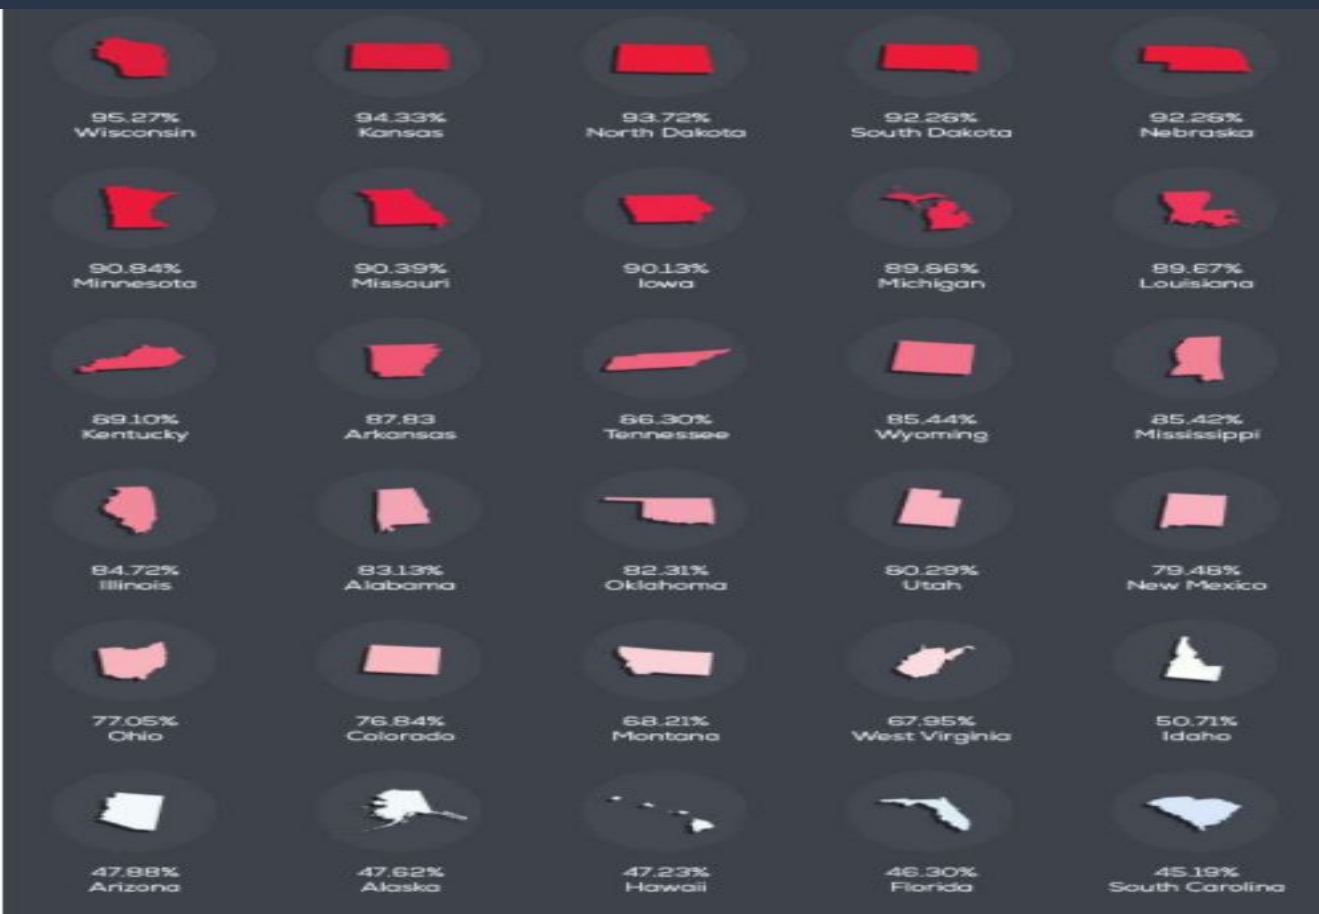 95.27%
Wisconsin
94.33%
Kansas
93.72%
North Dakota
92.26%
South Dakota
92.26%
Nebraska
90.84%
Minnesota
90.39%
Missouri
90.13%
Iowa
89.86%
Michigan
89.67%
Louisiana
89.10%
Kentucky
87.83
Arkansas
86.30%
Tennessee
85.44%
Wyoming
85.42%
Mississippi
84.72%
Illinois
83.13%
Alabama
82.31%
Oklahoma
80.29%
Utah
79.48%
New Mexico
77.05%
Ohio
76.84%
Colorado
68.21%
Montana
67.95%
West Virginia
50.71%
Idaho
47.88%
Arizona
47.62%
Alaska
47.23%
Hawaii
46.30%
Florida
45.19%
South Carolina